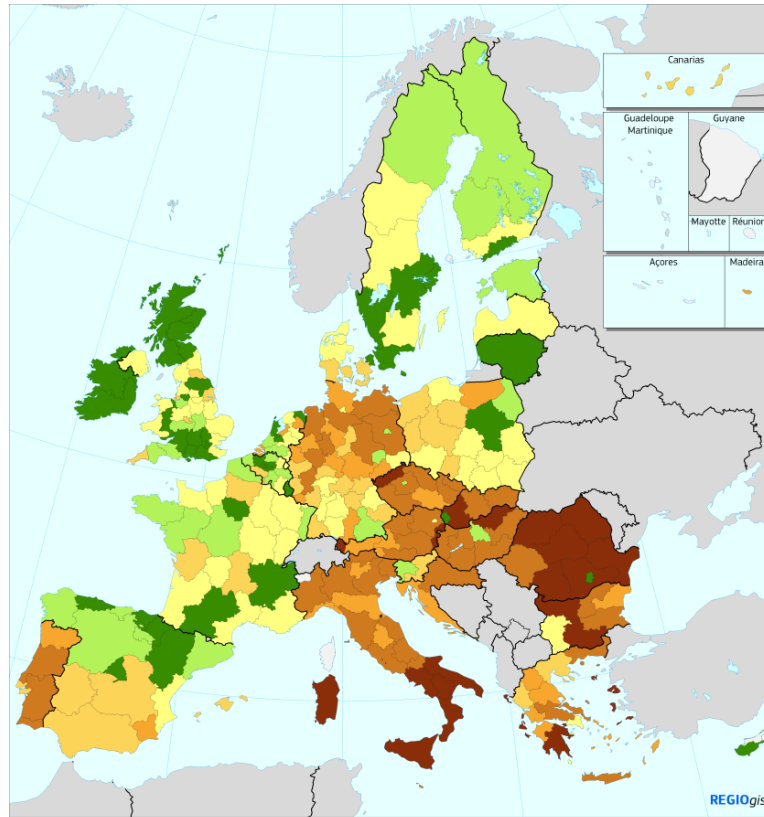 Canarias
Guadeloupe
Martinique
Guyane
Mayotte
Réunion
Açores
Madeira
REGIOgis